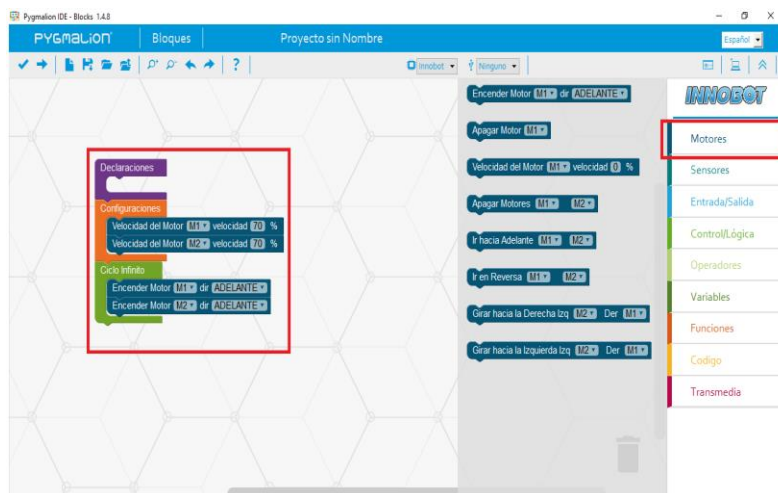 Pygmalion IDE - Blocks 1.4.8
PYGMALION
Bloques
Proyecto sin Nombre
Español
?
Innobot
Ninguno
Declaraciones
Configuraciones
Velocidad del Motor M1 velocidad 70 %
Velocidad del Motor M2 velocidad 70 %
Ciclo Infinito
Encender Motor M1 dir ADELANTE
Encender Motor M2 dir ADELANTE
Encender Motor M1 dir ADELANTE
Apagar Motor M1
Velocidad del Motor M1 velocidad 0 %
Apagar Motores M1 M2
Ir hacia Adelante M1 M2
Ir en Reversa M1 M2
Girar hacia la Derecha Izq M2 Der M1
Girar hacia la Izquierda Izq M2 Der M1
INNOBOT
Motores
Sensores
Entrada/Salida
Control/Lógica
Operadores
Variables
Funciones
Codigo
Transmedia